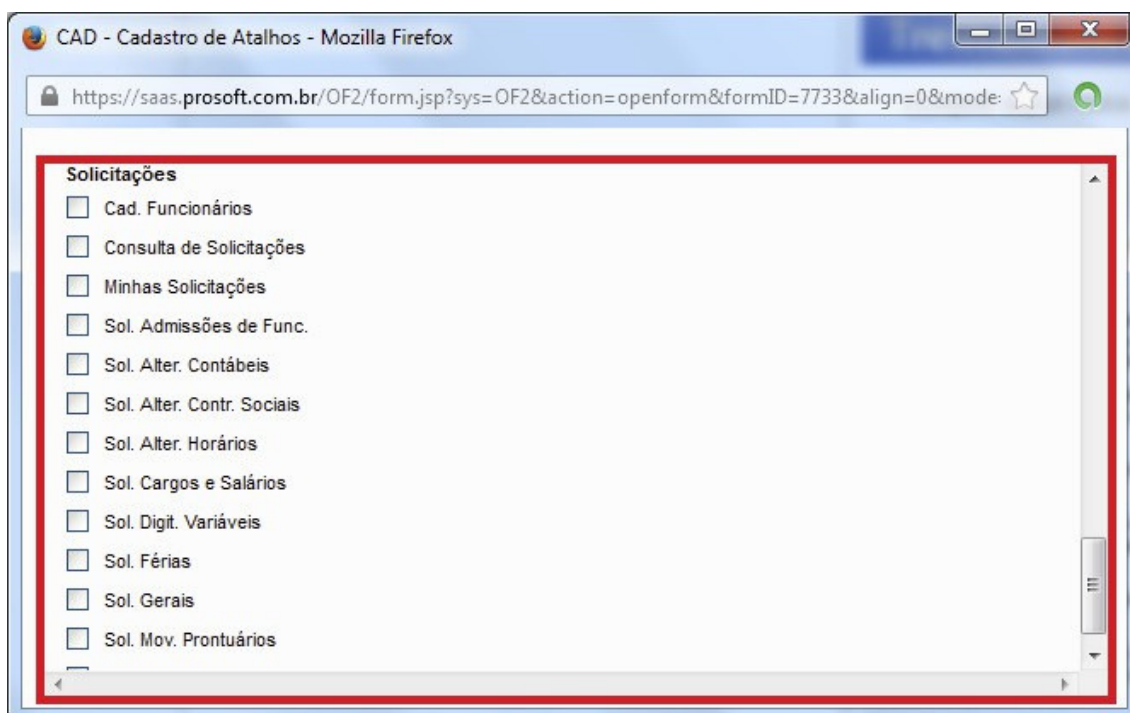 CAD - Cadastro de Atalhos - Mozilla Firefox
https://saas.prosoft.com.br/OF2/form.jsp?sys=OF2&action=openform&formID=7733&align=0&mode:
Solicitações
Cad. Funcionários
Consulta de Solicitações
Minhas Solicitações
Sol. Admissões de Func.
Sol. Alter. Contábeis
Sol. Alter. Contr. Sociais
Sol. Alter. Horários
Sol. Cargos e Salários
Sol. Digit. Variáveis
Sol. Férias
Sol. Gerais
Sol. Mov. Prontuários